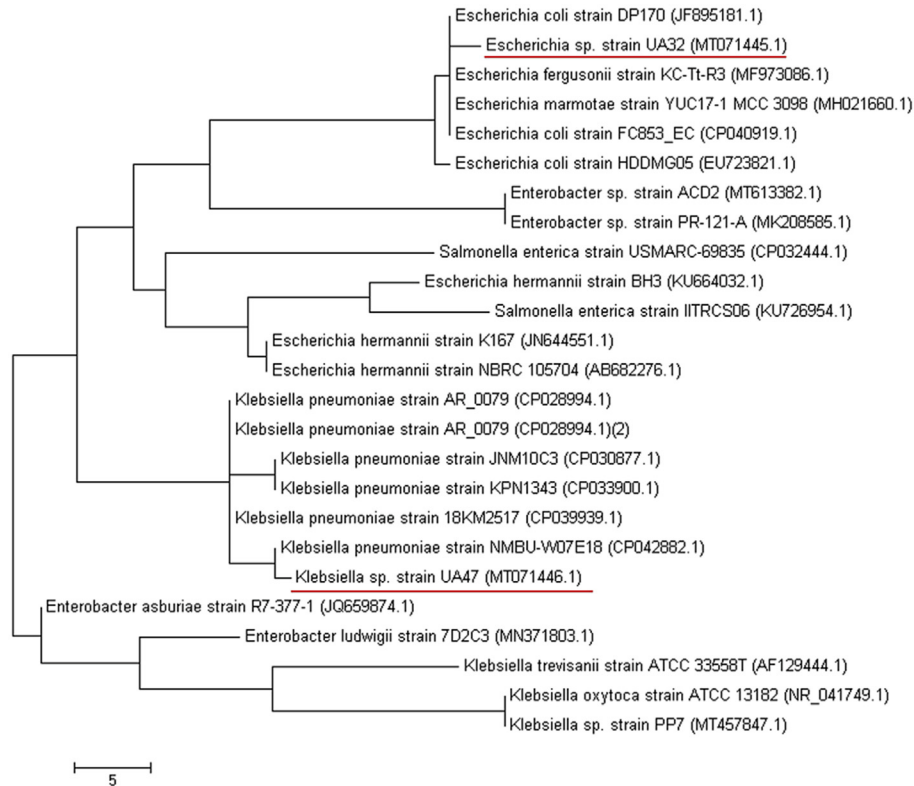 Escherichia coli strain DP170 (JF895181.1)
Escherichia sp. strain UA32 (MT071445.1)
Escherichia fergusonii strain KC-Tt-R3 (MF973086.1)
Escherichia marmotae strain YUC17-1 MCC 3098 (MH021660.1)
Escherichia coli strain FC853_EC (CP040919.1)
Escherichia coli strain HDDMG05 (EU723821.1)
Enterobacter sp. strain ACD2 (MT613382.1)
Enterobacter sp. strain PR-121-A (MK208585.1)
Salmonella enterica strain USMARC-69835 (CP032444.1)
Escherichia hermannii strain BH3 (KU664032.1)
Salmonella enterica strain IITRCS06 (KU726954.1)
Escherichia hermannii strain K167 (JN644551.1)
Escherichia hermannii strain NBRC 105704 (AB682276.1)
Klebsiella pneumoniae strain AR_0079 (CP028994.1)
Klebsiella pneumoniae strain AR_0079 (CP028994.1)(2)
Klebsiella pneumoniae strain JNM10C3 (CP030877.1)
Klebsiella pneumoniae strain KPN1343 (CP033900.1)
Klebsiella pneumoniae strain 18KM2517 (CP039939.1)
Klebsiella pneumoniae strain NMBU-W07E18 (CP042882.1)
Klebsiella sp. strain UA47 (MT071446.1)
Enterobacter asburiae strain R7-377-1 (JQ659874.1)
Enterobacter ludwigii strain 7D2C3 (MN371803.1)
Klebsiella trevisanii strain ATCC 33558T (AF129444.1)
Klebsiella oxytoca strain ATCC 13182 (NR_041749.1)
Klebsiella sp. strain PP7 (MT457847.1)
5